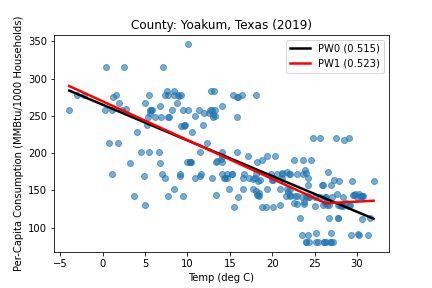 County: Yoakum, Texas (2019)
Per-Capita Consumption (MMBtu/1000 Households)
350
300
250
200
150
100
PW0 (0.515)
PW1 (0.523)
−5 0 5 10 15 20 25 30
Temp (deg C)